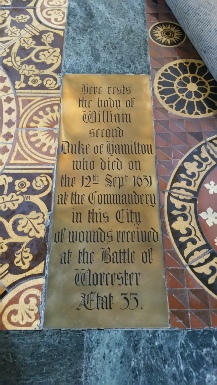 Here rests
the body of
William
second
Duke of Hamilton
who died on
the 12th Sept 1651
at the Commandery
in this City
of wounds received
at the Battle of
Worcester
Ætat 35.